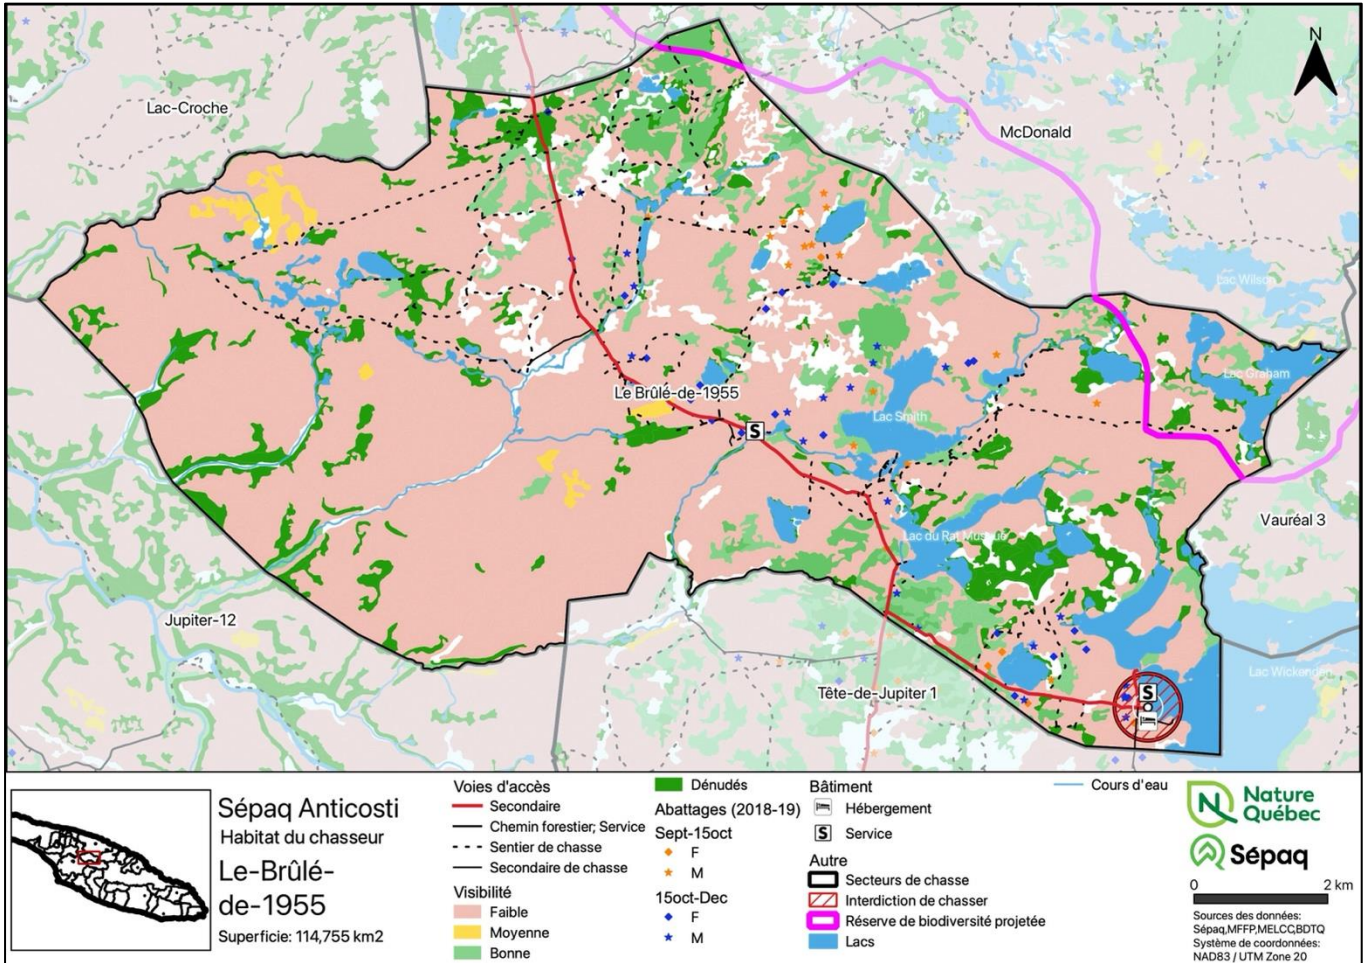 N
Lac-Croche
McDonald
Lac Wilson
Lac Graham
Le Brûlé-de-1955
Lac Smith
S
Vauréal 3
Lac du Rat Musqué
Jupiter-12
Tête-de-Jupiter 1
Lac Wickenden
S
Sépaq Anticosti
Habitat du chasseur
Le-Brûlé-
de-1955
Superficie: 114,755 km2
Voies d'accès
Secondaire
Chemin forestier; Service
Sentier de chasse
Secondaire de chasse
Visibilité
Faible
Moyenne
Bonne
Dénudés
Abattages (2018-19)
Sept-15oct
F
M
15oct-Dec
F
M
Bâtiment
Hébergement
S Service
Autre
Secteurs de chasse
Interdiction de chasser
Réserve de biodiversité projetée
Lacs
Cours d'eau
Nature
Québec
Sépaq
0 2 km
Sources des données:
Sépaq,MFFP,MELCC,BDTQ
Système de coordonnées:
NAD83 / UTM Zone 20